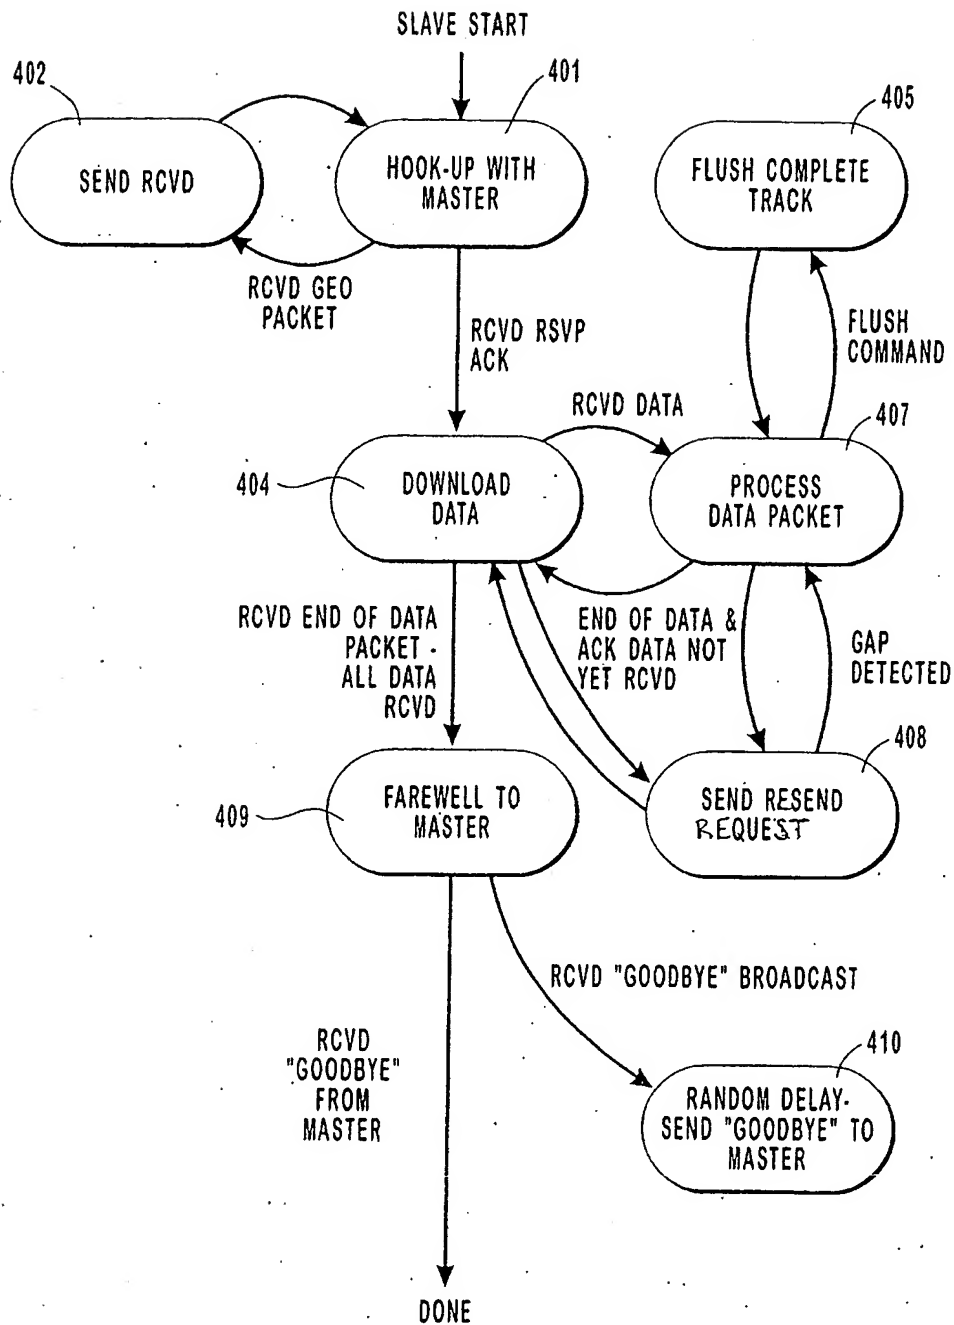 SLAVE START
402
401
405
SEND RCVD
HOOK-UP WITH
MASTER
FLUSH COMPLETE
TRACK
RCVD GEO
PACKET
RCVD RSVP
ACK
FLUSH
COMMAND
RCVD DATA
407
404
DOWNLOAD
DATA
PROCESS
DATA PACKET
RCVD END OF DATA
PACKET -
ALL DATA
RCVD
END OF DATA &
ACK DATA NOT
YET RCVD
GAP
DETECTED
408
409
FAREWELL TO
MASTER
SEND RESEND
REQUEST
RCVD "GOODBYE" BROADCAST
RCVD
"GOODBYE"
FROM
MASTER
410
RANDOM DELAY-
SEND "GOODBYE" TO
MASTER
DONE